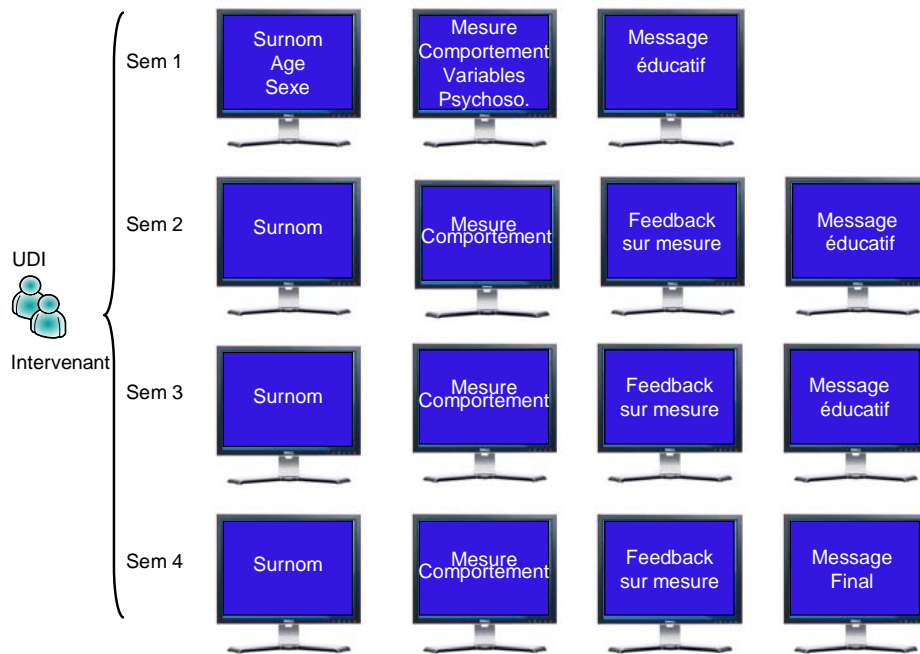 Sem 1
Surnom
Age
Sexe
Mesure
Comportement
Variables
Psychoso.
Message
éducatif
Sem 2
Surnom
Mesure
Comportement
Feedback
sur mesure
Message
éducatif
UDI
Intervenant
Sem 3
Surnom
Mesure
Comportement
Feedback
sur mesure
Message
éducatif
Sem 4
Surnom
Mesure
Comportement
Feedback
sur mesure
Message
Final